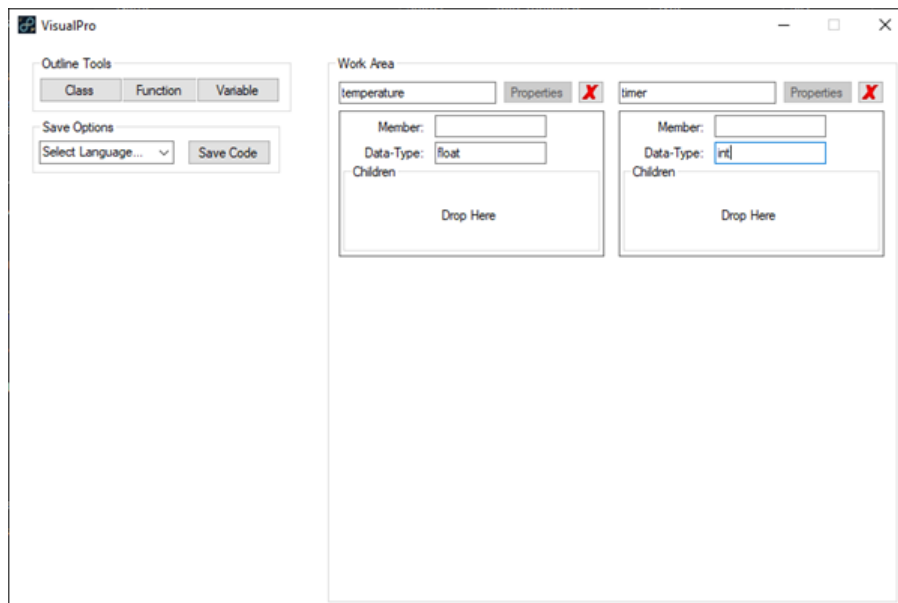 VisualPro
Outline Tools
Class Function Variable
Save Options
Select Language... Save Code
Work Area
temperature Properties X timer Properties X
Member: Member:
Data-Type: float Data-Type: int
Children Children
Drop Here Drop Here